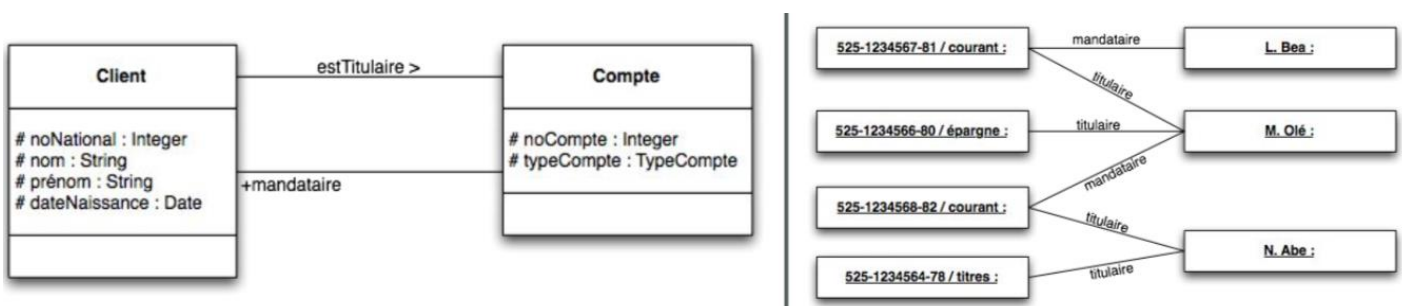 Client
# noNational : Integer
# nom : String
# prénom : String
# dateNaissance : Date
estTitulaire >
+mandataire
Compte
# noCompte : Integer
# typeCompte : TypeCompte
525-1234567-81 / courant :
mandataire
L. Bea :
titulaire
525-1234566-80 / épargne :
titulaire
M. Olé :
mandataire
525-1234568-82 / courant :
titulaire
N. Abe :
525-1234564-78 / titres :
titulaire